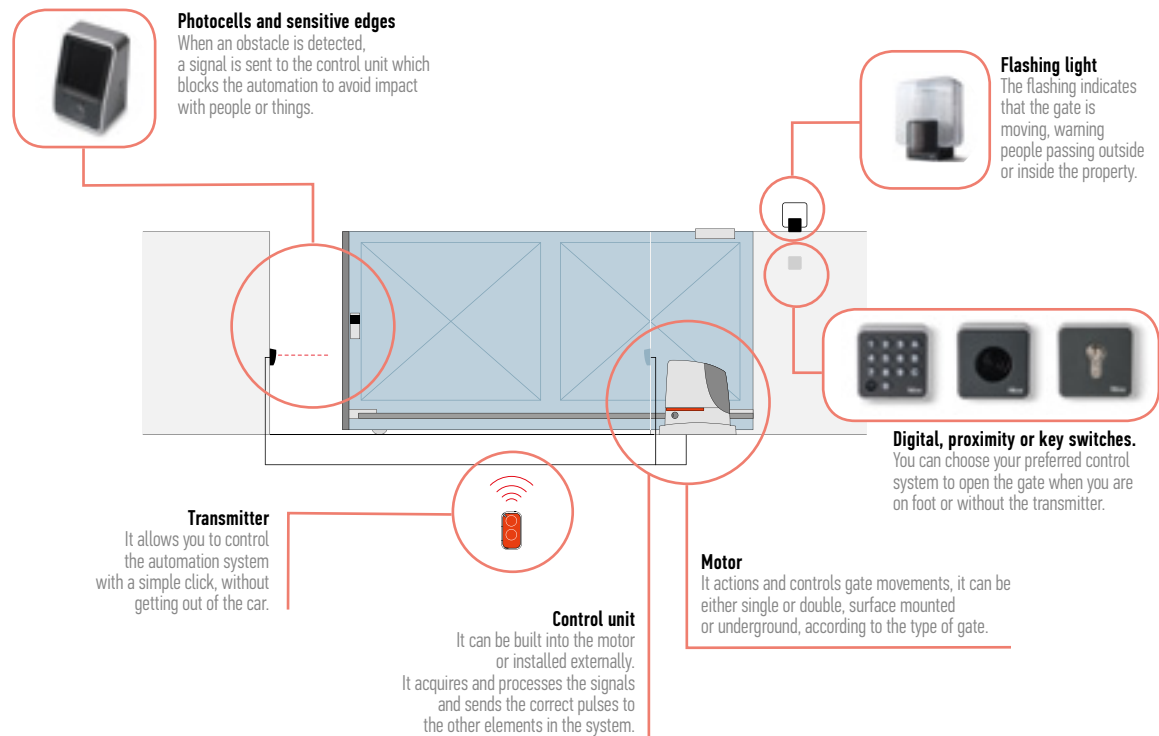 Photocells and sensitive edges
When an obstacle is detected,
a signal is sent to the control unit which
blocks the automation to avoid impact
with people or things.
Flashing light
The flashing indicates
that the gate is
moving, warning
people passing outside
or inside the property.
Digital, proximity or key switches.
You can choose your preferred control
system to open the gate when you are
on foot or without the transmitter.
Transmitter
It allows you to control
the automation system
with a simple click, without
getting out of the car.
Motor
It actions and controls gate movements, it can be
either single or double, surface mounted
or underground, according to the type of gate.
Control unit
It can be built into the motor
or installed externally.
It acquires and processes the signals
and sends the correct pulses to
the other elements in the system.